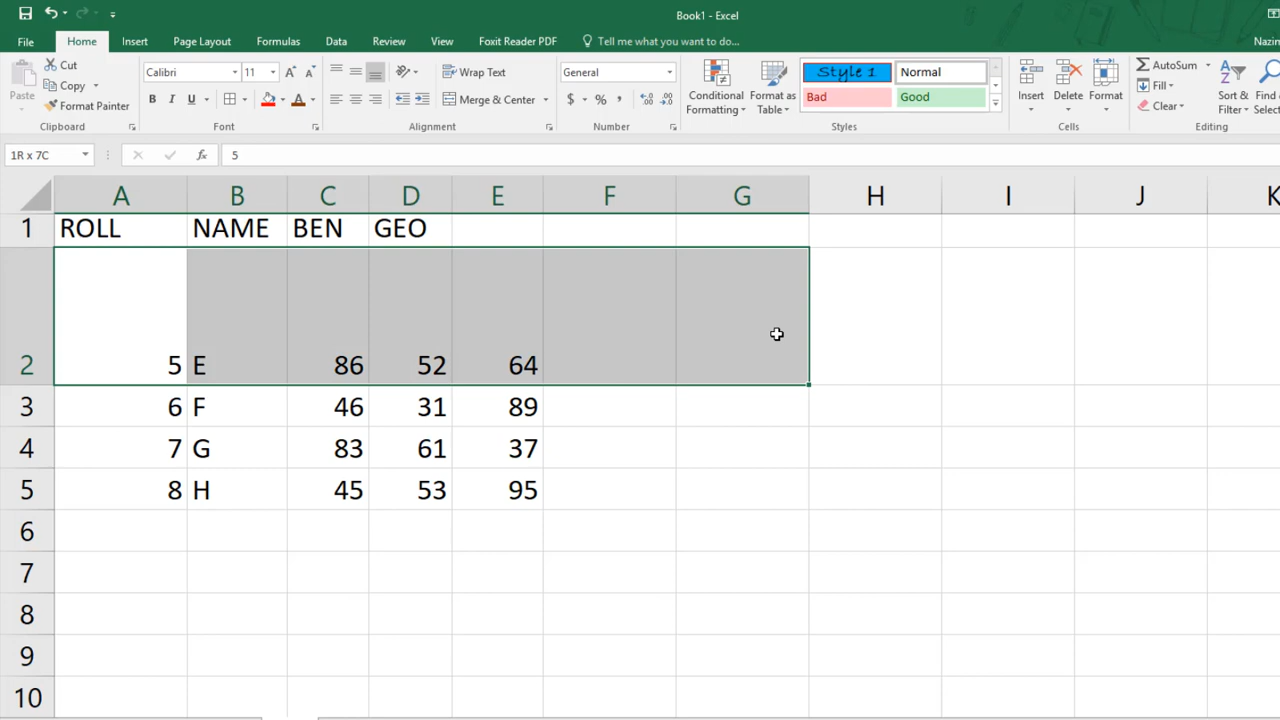 Book1 - Excel
File Home Insert Page Layout Formulas Data Review View Foxit Reader PDF Tell me what you want to do...
Paste
Cut
Copy
Format Painter
Clipboard
Calibri 11
B I U
Font
Wrap Text
Merge & Center
Alignment
General
$ % ,
Number
Conditional Formatting
Format as Table
Style 1 Normal
Bad Good
Styles
Insert Delete Format
Cells
AutoSum
Fill
Clear
Sort & Filter
Editing
1R x 7C fx 5
A B C D E F G H I J K
1 ROLL NAME BEN GEO
2 5 E 86 52 64
3 6 F 46 31 89
4 7 G 83 61 37
5 8 H 45 53 95
6
7
8
9
10